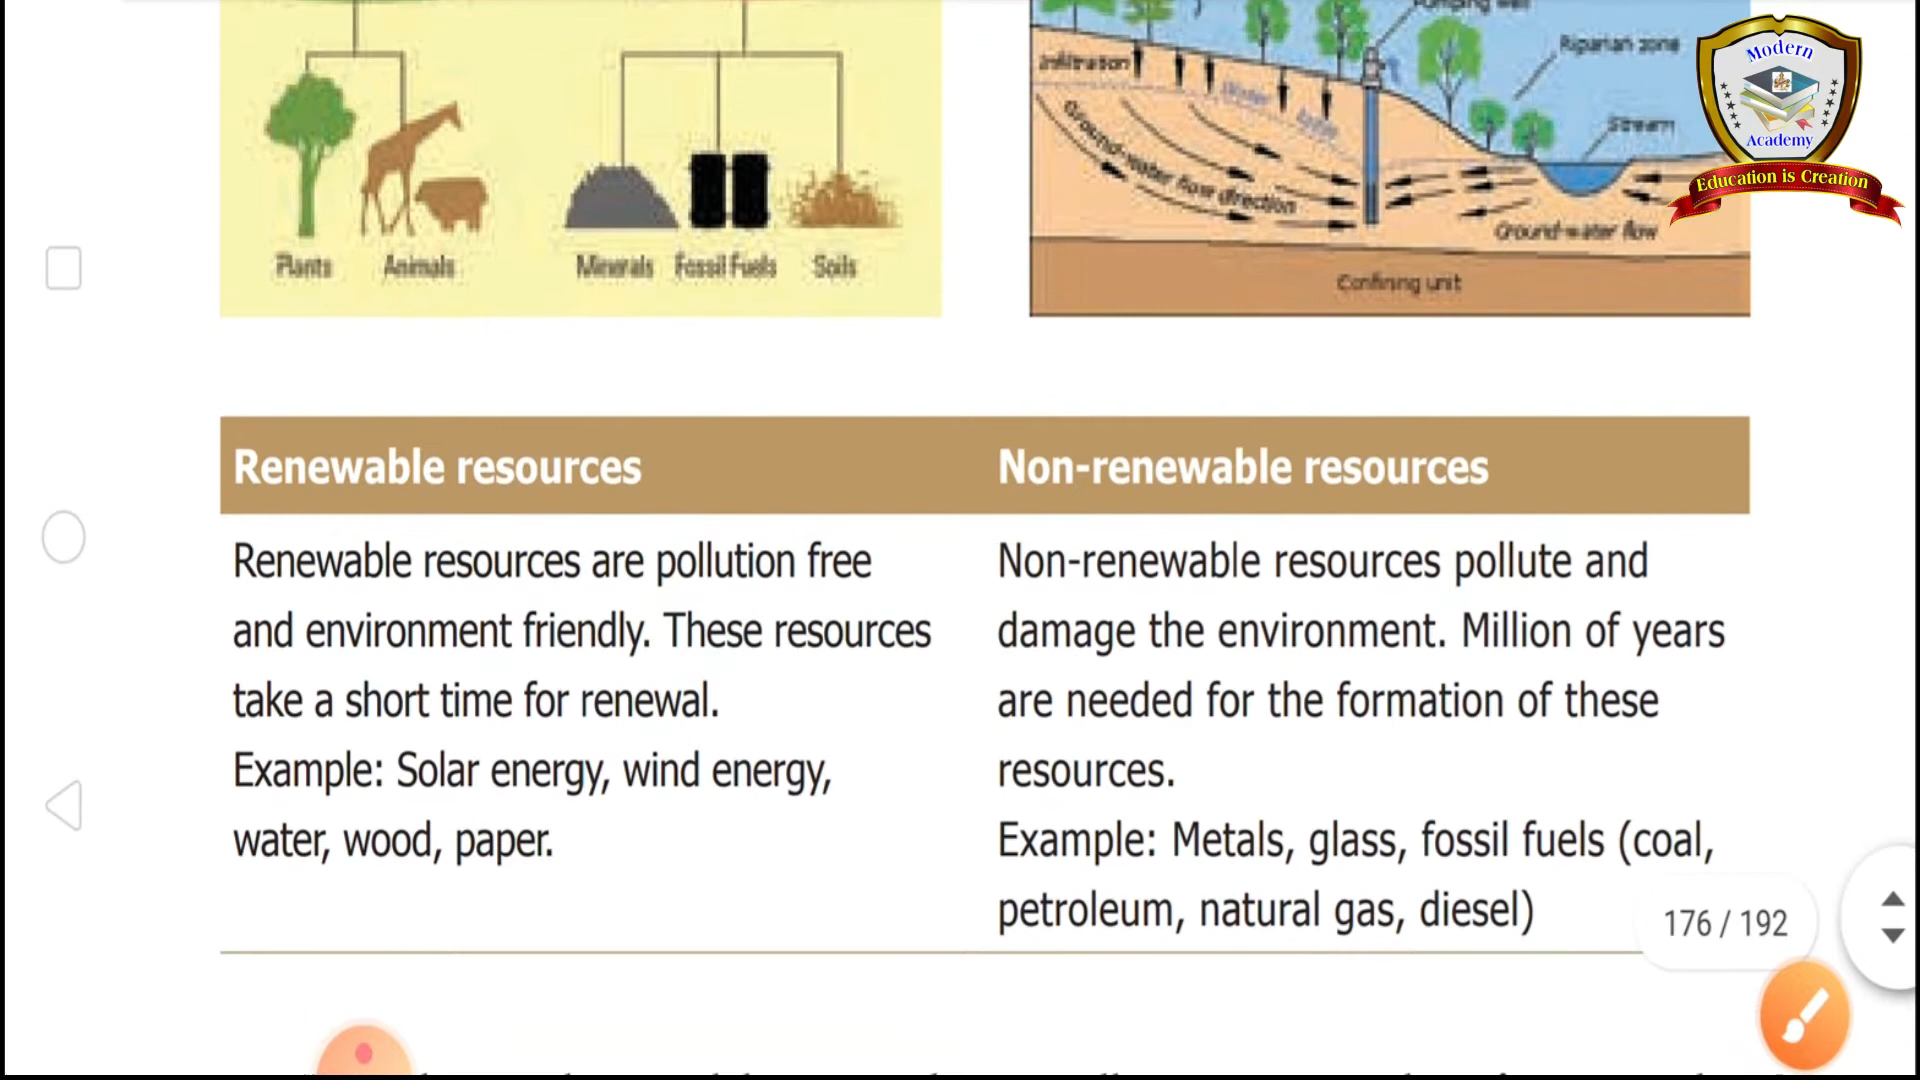 Plants Animals
Minerals Fossil Fuels Soils
Pumping well
Riparian zone
Infiltration
Water table
Stream
Ground-water flow direction
Ground-water flow
Confining unit
Modern
Academy
Education is Creation
Renewable resources
Non-renewable resources
Renewable resources are pollution free
and environment friendly. These resources
take a short time for renewal.
Example: Solar energy, wind energy,
water, wood, paper.
Non-renewable resources pollute and
damage the environment. Million of years
are needed for the formation of these
resources.
Example: Metals, glass, fossil fuels (coal,
petroleum, natural gas, diesel)
176 / 192